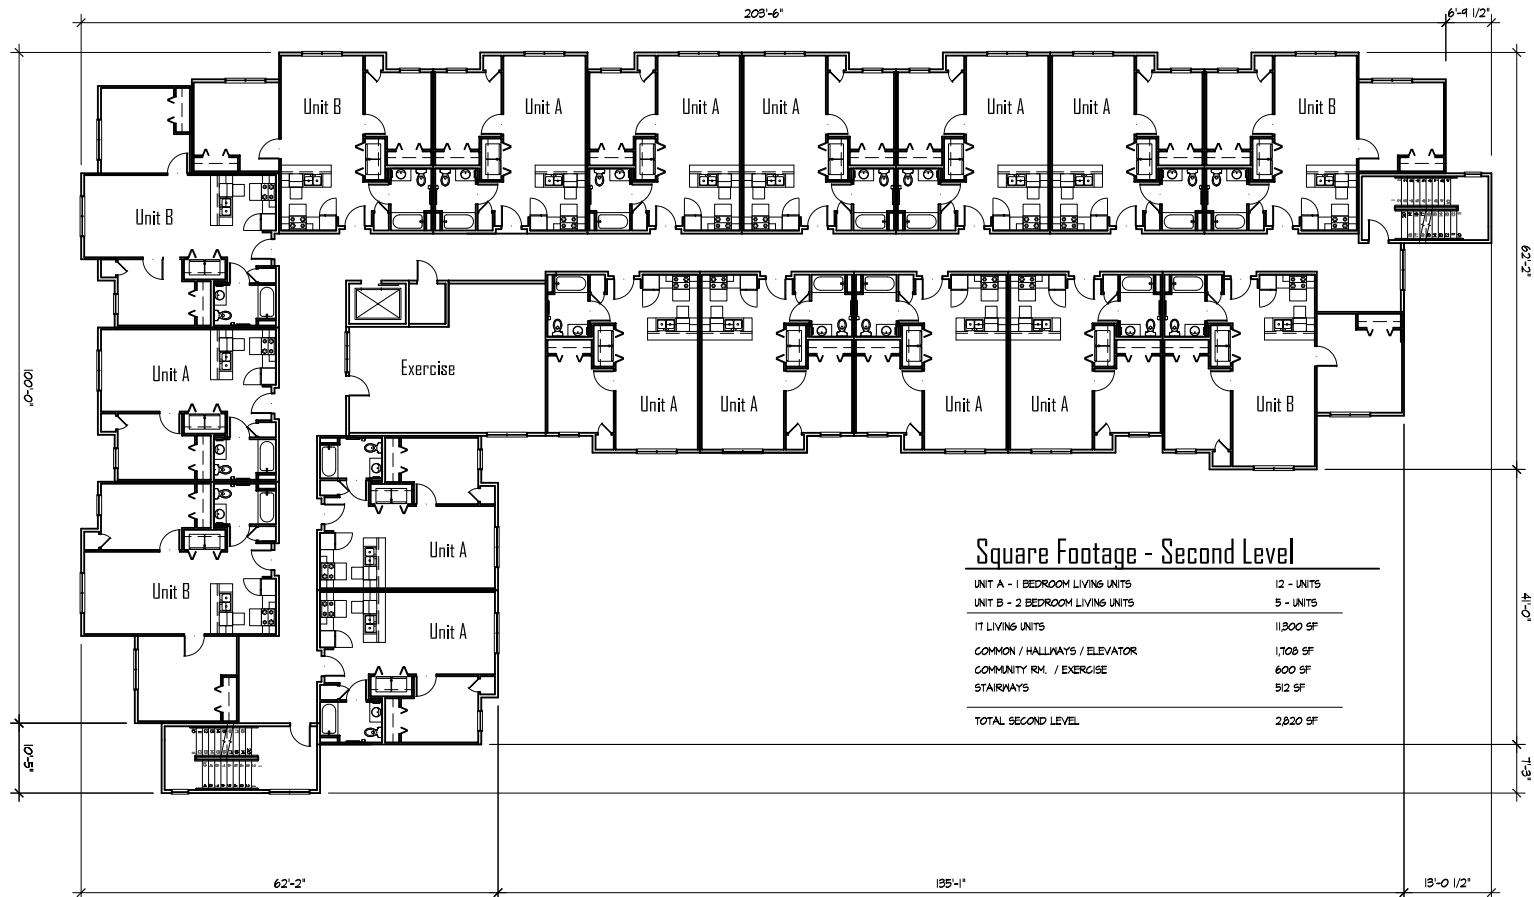 203'-6" 6'-9 1/2"
Unit B Unit A Unit A Unit A Unit A Unit A Unit B
Unit B
62'-2"
Exercise
Unit A
100'-0"
Unit A Unit A Unit A Unit A Unit B
Unit A
Square Footage - Second Level
UNIT A - 1 BEDROOM LIVING UNITS 12 - UNITS
Unit B
UNIT B - 2 BEDROOM LIVING UNITS 5 - UNITS
41'-0"
17 LIVING UNITS 11,300 SF
Unit A
COMMON / HALLWAYS / ELEVATOR 1,708 SF
COMMUNITY RM. / EXERCISE 600 SF
STAIRWAYS 512 SF
TOTAL SECOND LEVEL 2,820 SF
10'-5"
7'-3"
62'-2" 135'-1" 13'-0 1/2"